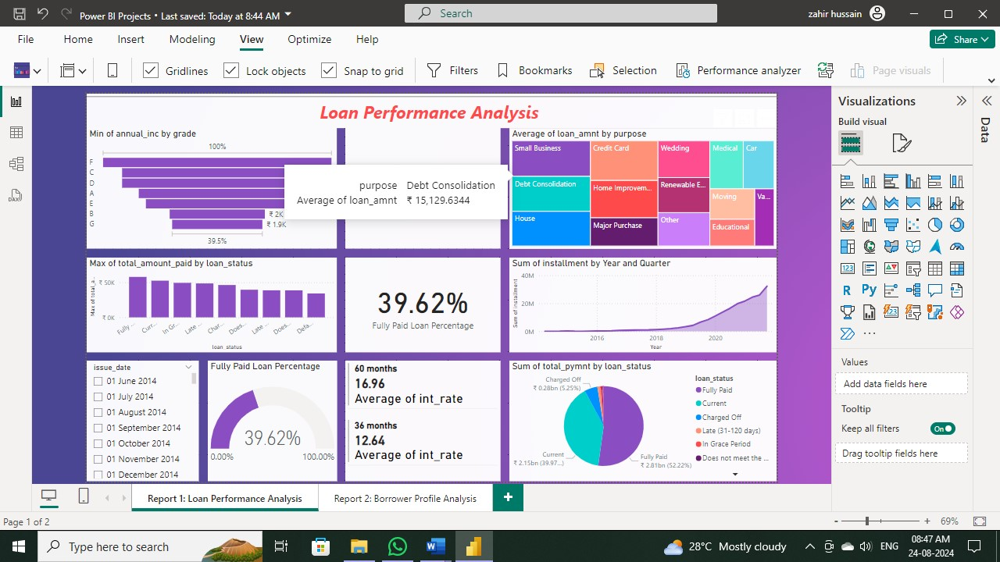 Power BI Projects • Last saved: Today at 8:44 AM
Search
zahir hussain
File Home Insert Modeling View Optimize Help
Share
Gridlines Lock objects Snap to grid Filters Bookmarks Selection Performance analyzer Page visuals
Loan Performance Analysis
Min of annual_inc by grade
100%
F
C
D
A
E
B ₹ 2K
G ₹ 1.9K
39.5%
purpose Debt Consolidation
Average of loan_amnt ₹ 15,129.6344
Average of loan_amnt by purpose
Small Business Credit Card Wedding Medical Car
Debt Consolidation Home Improvem... Renewable E... Moving Va...
House Major Purchase Other Educational
Max of total_amount_paid by loan_status
Max of total_a...
₹ 50K
₹ 0K
Fully ... Curr... In Gr... Late ... Char... Does... Late ... Does... Defa...
loan_status
39.62%
Fully Paid Loan Percentage
Sum of installment by Year and Quarter
Sum of installment
40M
20M
0M
2016 2018 2020
Year
issue_date
01 June 2014
01 July 2014
01 August 2014
01 September 2014
01 October 2014
01 November 2014
01 December 2014
Fully Paid Loan Percentage
39.62%
0.00% 100.00%
60 months
16.96
Average of int_rate
36 months
12.64
Average of int_rate
Sum of total_pymnt by loan_status
Charged Off
₹ 0.28bn (5.25%)
Current
₹ 2.15bn (39.97...)
Fully Paid
₹ 2.81bn (52.22%)
loan_status
Fully Paid
Current
Charged Off
Late (31-120 days)
In Grace Period
Does not meet the ...
Visualizations
Build visual
123
R Py
123
Values
Add data fields here
Tooltip
Keep all filters On
Drag tooltip fields here
Data
DAX
Report 1: Loan Performance Analysis Report 2: Borrower Profile Analysis +
Page 1 of 2
- + 69%
Type here to search
28°C Mostly cloudy
ENG
08:47 AM
24-08-2024